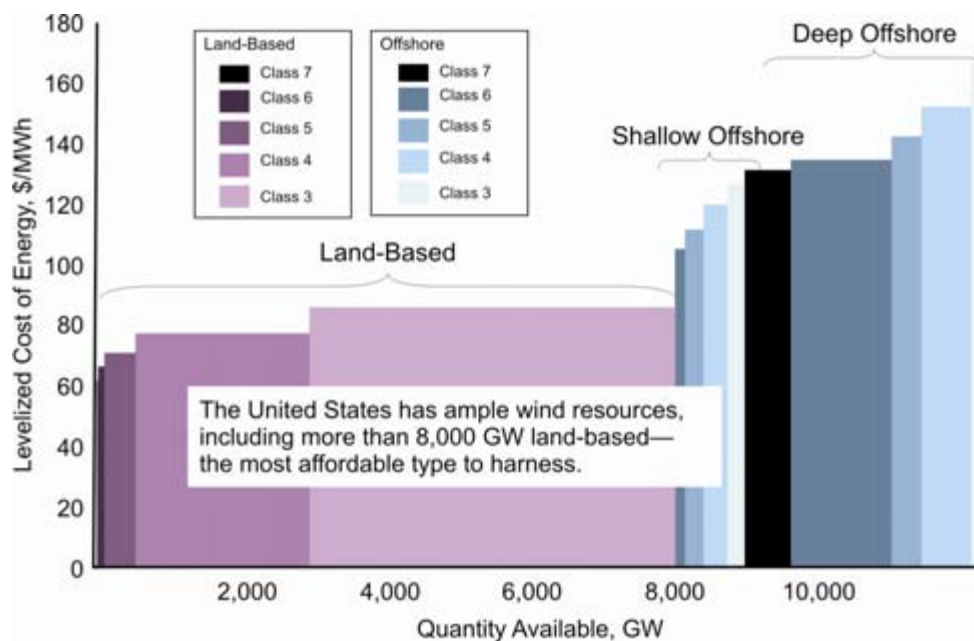 180
160
140
120
100
80
60
40
20
0
Levelized Cost of Energy, $/MWh
Land-Based
Class 7
Class 6
Class 5
Class 4
Class 3
Offshore
Class 7
Class 6
Class 5
Class 4
Class 3
Deep Offshore
Shallow Offshore
Land-Based
The United States has ample wind resources,
including more than 8,000 GW land-based—
the most affordable type to harness.
2,000
4,000
6,000
8,000
10,000
Quantity Available, GW